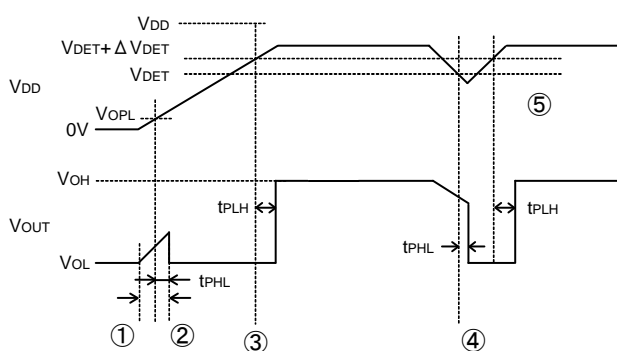 VDD
VDET+ΔVDET
VDET
VDD
VOPL
0V
⑤
VOH
tPLH
tPLH
VOUT
tPHL
VOL
tPHL
① ② ③ ④